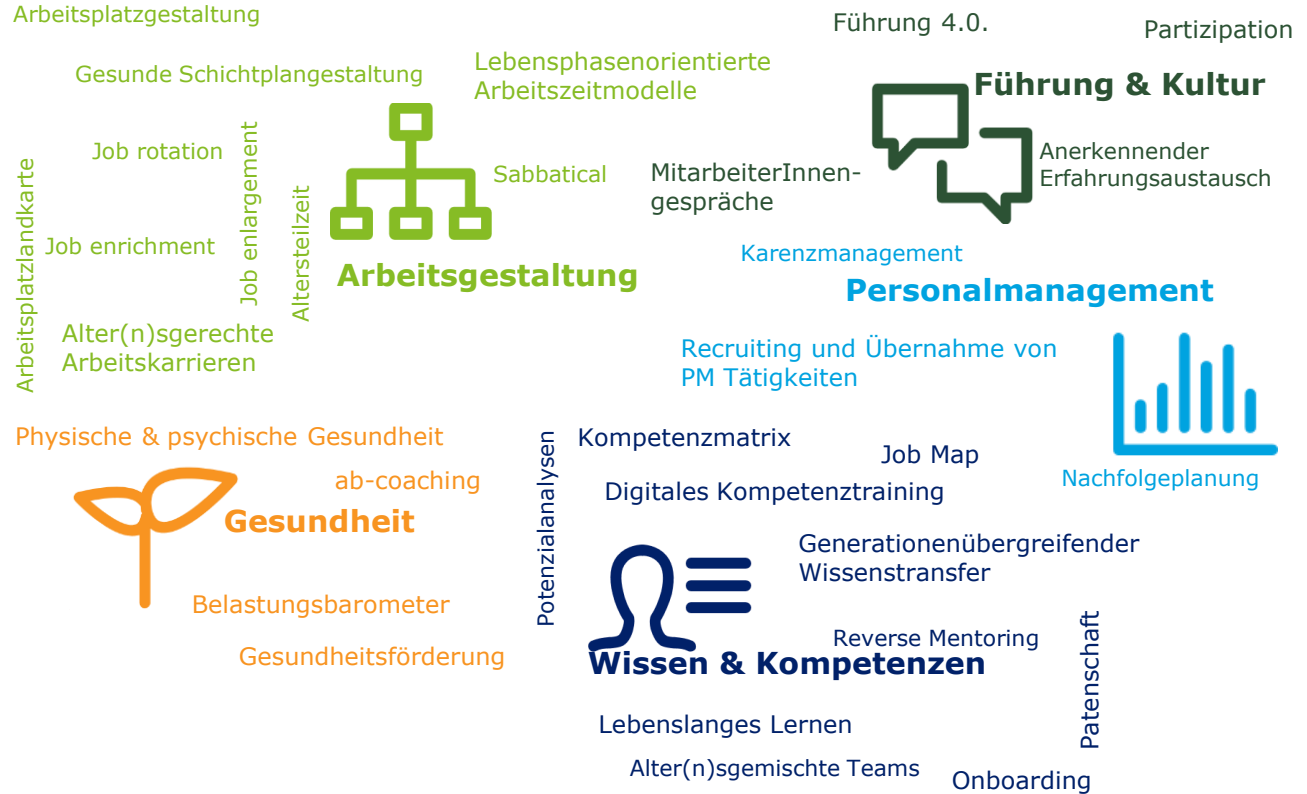 Arbeitsplatzgestaltung
Gesunde Schichtplangestaltung
Lebensphasenorientierte
Arbeitszeitmodelle
Job rotation
Job enlargement
Sabbatical
Arbeitsplatzlandkarte
Job enrichment
Altersteilzeit
Arbeitsgestaltung
Alter(n)sgerechte
Arbeitskarrieren
Führung 4.0.
Partizipation
Führung & Kultur
MitarbeiterInnen-
gespräche
Anerkennender
Erfahrungsaustausch
Karenzmanagement
Personalmanagement
Recruiting und Übernahme von
PM Tätigkeiten
Nachfolgeplanung
Physische & psychische Gesundheit
ab-coaching
Gesundheit
Belastungsbarometer
Gesundheitsförderung
Potenzialanalysen
Kompetenzmatrix
Job Map
Digitales Kompetenztraining
Generationenübergreifender
Wissenstransfer
Reverse Mentoring
Patenschaft
Wissen & Kompetenzen
Lebenslanges Lernen
Alter(n)sgemischte Teams
Onboarding